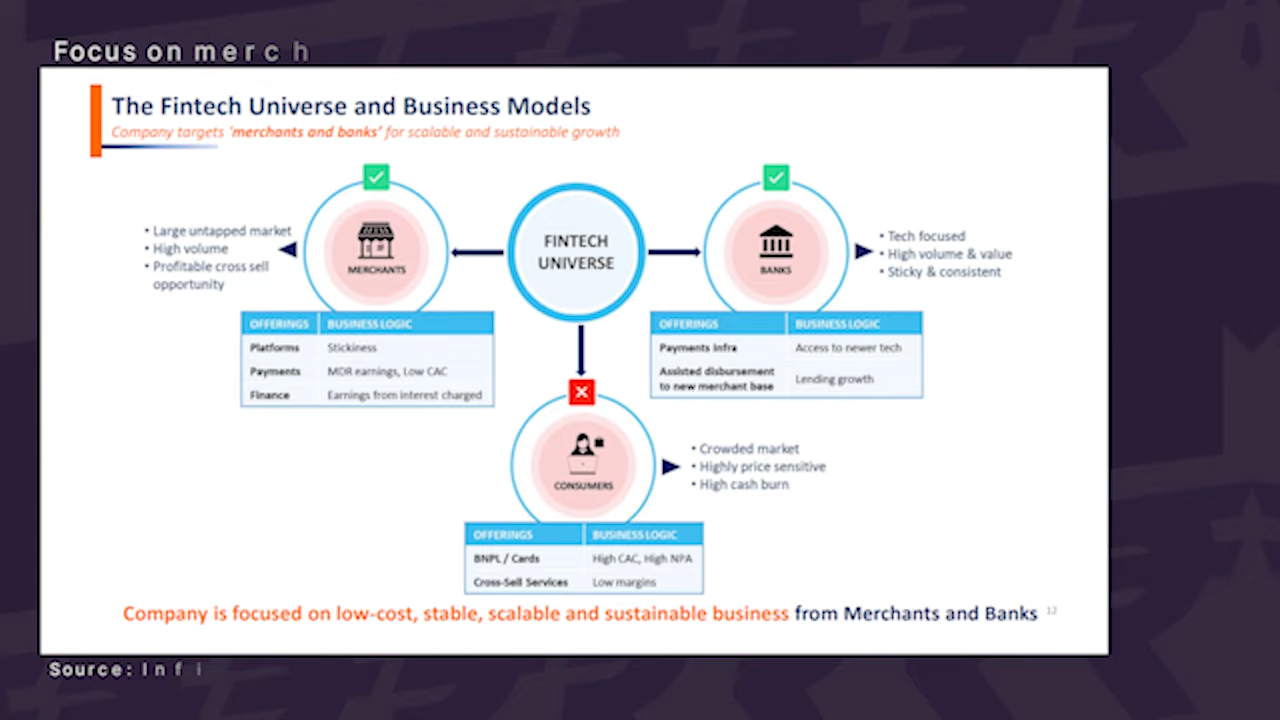 Focus on merch
The Fintech Universe and Business Models
Company targets 'merchants and banks' for scalable and sustainable growth
• Large untapped market
• High volume
• Profitable cross sell
opportunity
MERCHANTS
FINTECH
UNIVERSE
BANKS
• Tech focused
• High volume & value
• Sticky & consistent
OFFERINGS BUSINESS LOGIC
Platforms Stickiness
Payments MDR earnings, Low CAC
Finance Earnings from interest charged
OFFERINGS BUSINESS LOGIC
Payments Infra Access to newer tech
Assisted disbursement
to new merchant base Lending growth
CONSUMERS
• Crowded market
• Highly price sensitive
• High cash burn
OFFERINGS BUSINESS LOGIC
BNPL / Cards High CAC, High NPA
Cross-Sell Services Low margins
Company is focused on low-cost, stable, scalable and sustainable business from Merchants and Banks 12
Source: Infi